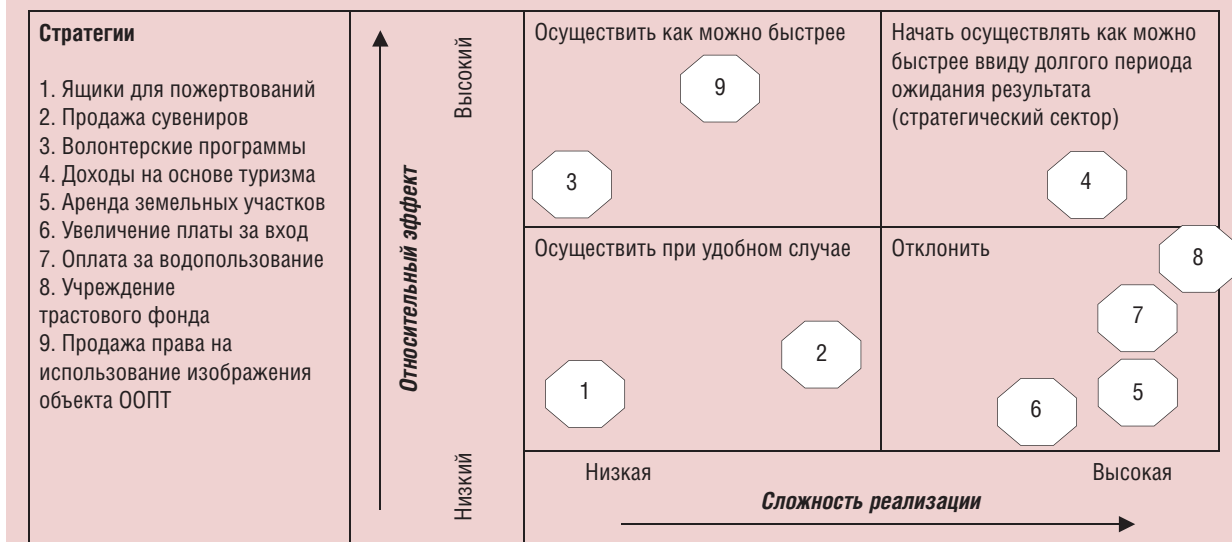 Стратегии
1. Ящики для пожертвований
2. Продажа сувениров
3. Волонтерские программы
4. Доходы на основе туризма
5. Аренда земельных участков
6. Увеличение платы за вход
7. Оплата за водопользование
8. Учреждение
трастового фонда
9. Продажа права на
использование изображения
объекта ООПТ
Относительный эффект
Высокий
Низкий
Осуществить как можно быстрее
9
3
Начать осуществлять как можно
быстрее ввиду долгого периода
ожидания результата
(стратегический сектор)
4
Осуществить при удобном случае
2
1
Отклонить
8
7
5
6
Низкая
Высокая
Сложность реализации